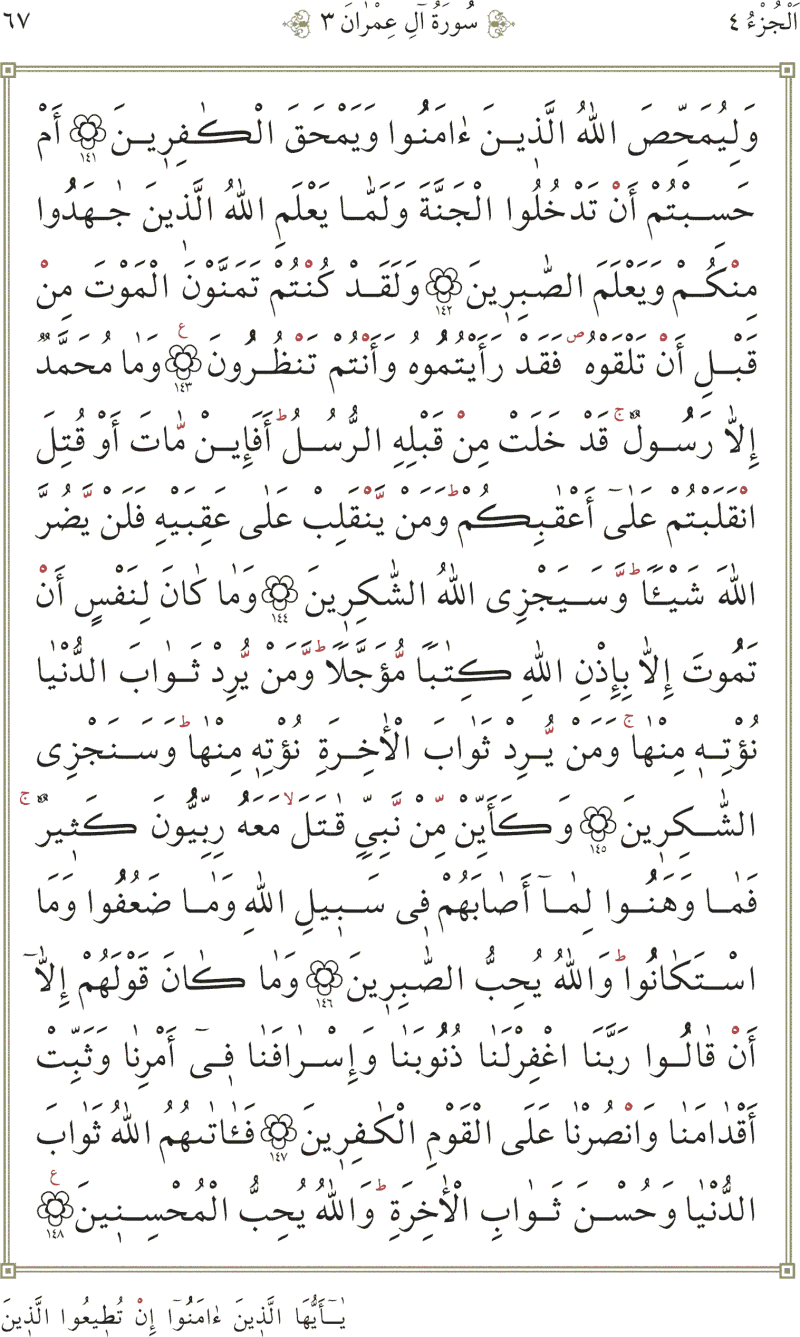 اَلْجُزْءُ ٤ سُورَةُ اٰلِ عِمْرٰانَ ٣ ٦٧
وَلِيُمَحِّصَ اللّٰهُ الَّذ۪ينَ ءٰامَنُوا وَيَمْحَقَ الْكٰفِر۪ينَ ١٤١ أَمْ
حَسِبْتُمْ أَنْ تَدْخُلُوا الْجَنَّةَ وَلَمّٰا يَعْلَمِ اللّٰهُ الَّذ۪ينَ جٰهَدُوا
مِنْكُمْ وَيَعْلَمَ الصّٰبِر۪ينَ ١٤٢ وَلَقَدْ كُنْتُمْ تَمَنَّوْنَ الْمَوْتَ مِنْ
قَبْلِ أَنْ تَلْقَوْهُ ص فَقَدْ رَأَيْتُمُوهُ وَأَنْتُمْ تَنْظُرُونَ ١٤٣ ع وَمٰا مُحَمَّدٌ
إِلّٰا رَسُولٌ ج قَدْ خَلَتْ مِنْ قَبْلِهِ الرُّسُلُ ط أَفَإِينْ مّٰاتَ أَوْ قُتِلَ
انْقَلَبْتُمْ عَلٰىٓ أَعْقٰبِكُمْ ط وَمَنْ يَّنْقَلِبْ عَلٰى عَقِبَيْهِ فَلَنْ يَّضُرَّ
اللّٰهَ شَيْـًٔا ط وَّسَيَجْزِى اللّٰهُ الشّٰكِر۪ينَ ١٤٤ وَمٰا كٰانَ لِنَفْسٍ أَنْ
تَمُوتَ إِلّٰا بِإِذْنِ اللّٰهِ كِتٰبًا مُّؤَجَّلًا ط وَّمَنْ يُّرِدْ ثَوٰابَ الدُّنْيٰا
نُؤْتِه۪ مِنْهٰا ج وَمَنْ يُّرِدْ ثَوٰابَ الْأٰخِرَةِ نُؤْتِه۪ مِنْهٰا ط وَسَنَجْزِى
الشّٰكِر۪ينَ ١٤٥ وَكَأَيِّنْ مِّنْ نَّبِيٍّ قٰتَلَ لا مَعَهُ رِبِّيُّونَ كَث۪يرٌ ج
فَمٰا وَهَنُوا لِمٰآ أَصٰابَهُمْ ف۪ى سَب۪يلِ اللّٰهِ وَمٰا ضَعُفُوا وَمَا
اسْتَكٰانُوا ط وَاللّٰهُ يُحِبُّ الصّٰبِر۪ينَ ١٤٦ وَمٰا كٰانَ قَوْلَهُمْ إِلّٰآ
أَنْ قٰالُوا رَبَّنَا اغْفِرْلَنٰا ذُنُوبَنٰا وَإِسْرٰافَنٰا ف۪ىٓ أَمْرِنٰا وَثَبِّتْ
أَقْدٰامَنٰا وَانْصُرْنٰا عَلَى الْقَوْمِ الْكٰفِر۪ينَ ١٤٧ فَـَٔاتٰىهُمُ اللّٰهُ ثَوٰابَ
الدُّنْيٰا وَحُسْنَ ثَوٰابِ الْأٰخِرَةِ ط وَاللّٰهُ يُحِبُّ الْمُحْسِن۪ينَ ١٤٨ ع
يٰٓأَيُّهَا الَّذ۪ينَ ءٰامَنُوٓا إِنْ تُط۪يعُوا الَّذ۪ينَ